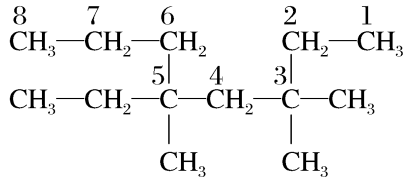 8 7 6 2 1
CH₃—CH₂—CH₂ CH₂—CH₃
5 4 3
CH₃—CH₂—C—CH₂—C—CH₃
CH₃ CH₃